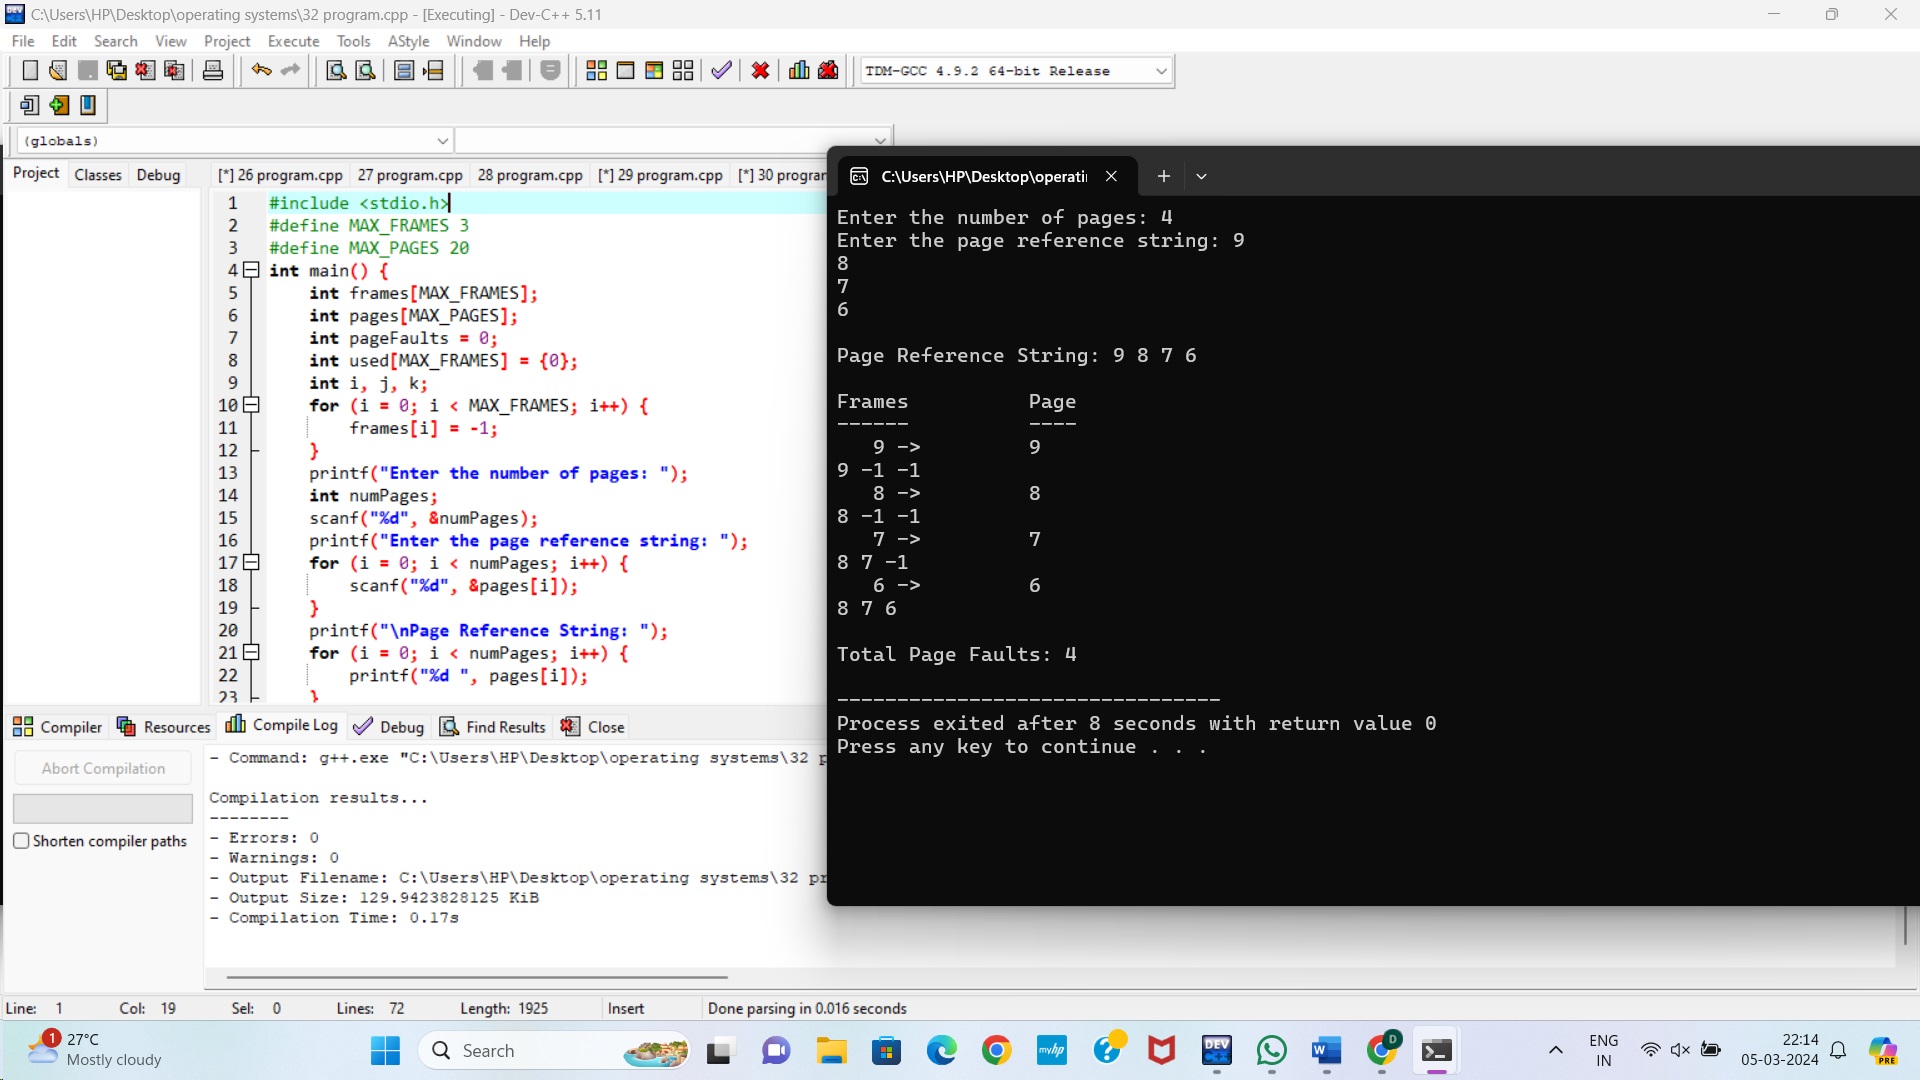 C:\Users\HP\Desktop\operating systems\32 program.cpp - [Executing] - Dev-C++ 5.11
File Edit Search View Project Execute Tools AStyle Window Help
TDM-GCC 4.9.2 64-bit Release
(globals)
Project Classes Debug
[*] 26 program.cpp 27 program.cpp 28 program.cpp [*] 29 program.cpp [*] 30 program
1 #include <stdio.h>
2 #define MAX_FRAMES 3
3 #define MAX_PAGES 20
4 int main() {
5 int frames[MAX_FRAMES];
6 int pages[MAX_PAGES];
7 int pageFaults = 0;
8 int used[MAX_FRAMES] = {0};
9 int i, j, k;
10 for (i = 0; i < MAX_FRAMES; i++) {
11 frames[i] = -1;
12 }
13 printf("Enter the number of pages: ");
14 int numPages;
15 scanf("%d", &numPages);
16 printf("Enter the page reference string: ");
17 for (i = 0; i < numPages; i++) {
18 scanf("%d", &pages[i]);
19 }
20 printf("\nPage Reference String: ");
21 for (i = 0; i < numPages; i++) {
22 printf("%d ", pages[i]);
23 }
C:\Users\HP\Desktop\operati
Enter the number of pages: 4
Enter the page reference string: 9
8
7
6
Page Reference String: 9 8 7 6
Frames Page
------ ----
9 -> 9
9 -1 -1
8 -> 8
8 -1 -1
7 -> 7
8 7 -1
6 -> 6
8 7 6
Total Page Faults: 4
--------------------------------
Process exited after 8 seconds with return value 0
Press any key to continue . . .
Compiler Resources Compile Log Debug Find Results Close
Abort Compilation
Shorten compiler paths
- Command: g++.exe "C:\Users\HP\Desktop\operating systems\32 p
Compilation results...
--------
- Errors: 0
- Warnings: 0
- Output Filename: C:\Users\HP\Desktop\operating systems\32 pr
- Output Size: 129.9423828125 KiB
- Compilation Time: 0.17s
Line: 1 Col: 19 Sel: 0 Lines: 72 Length: 1925 Insert Done parsing in 0.016 seconds
1
27°C
Mostly cloudy
Search
myhp
DEV C++
W
D
ENG
IN
22:14
05-03-2024
PRE